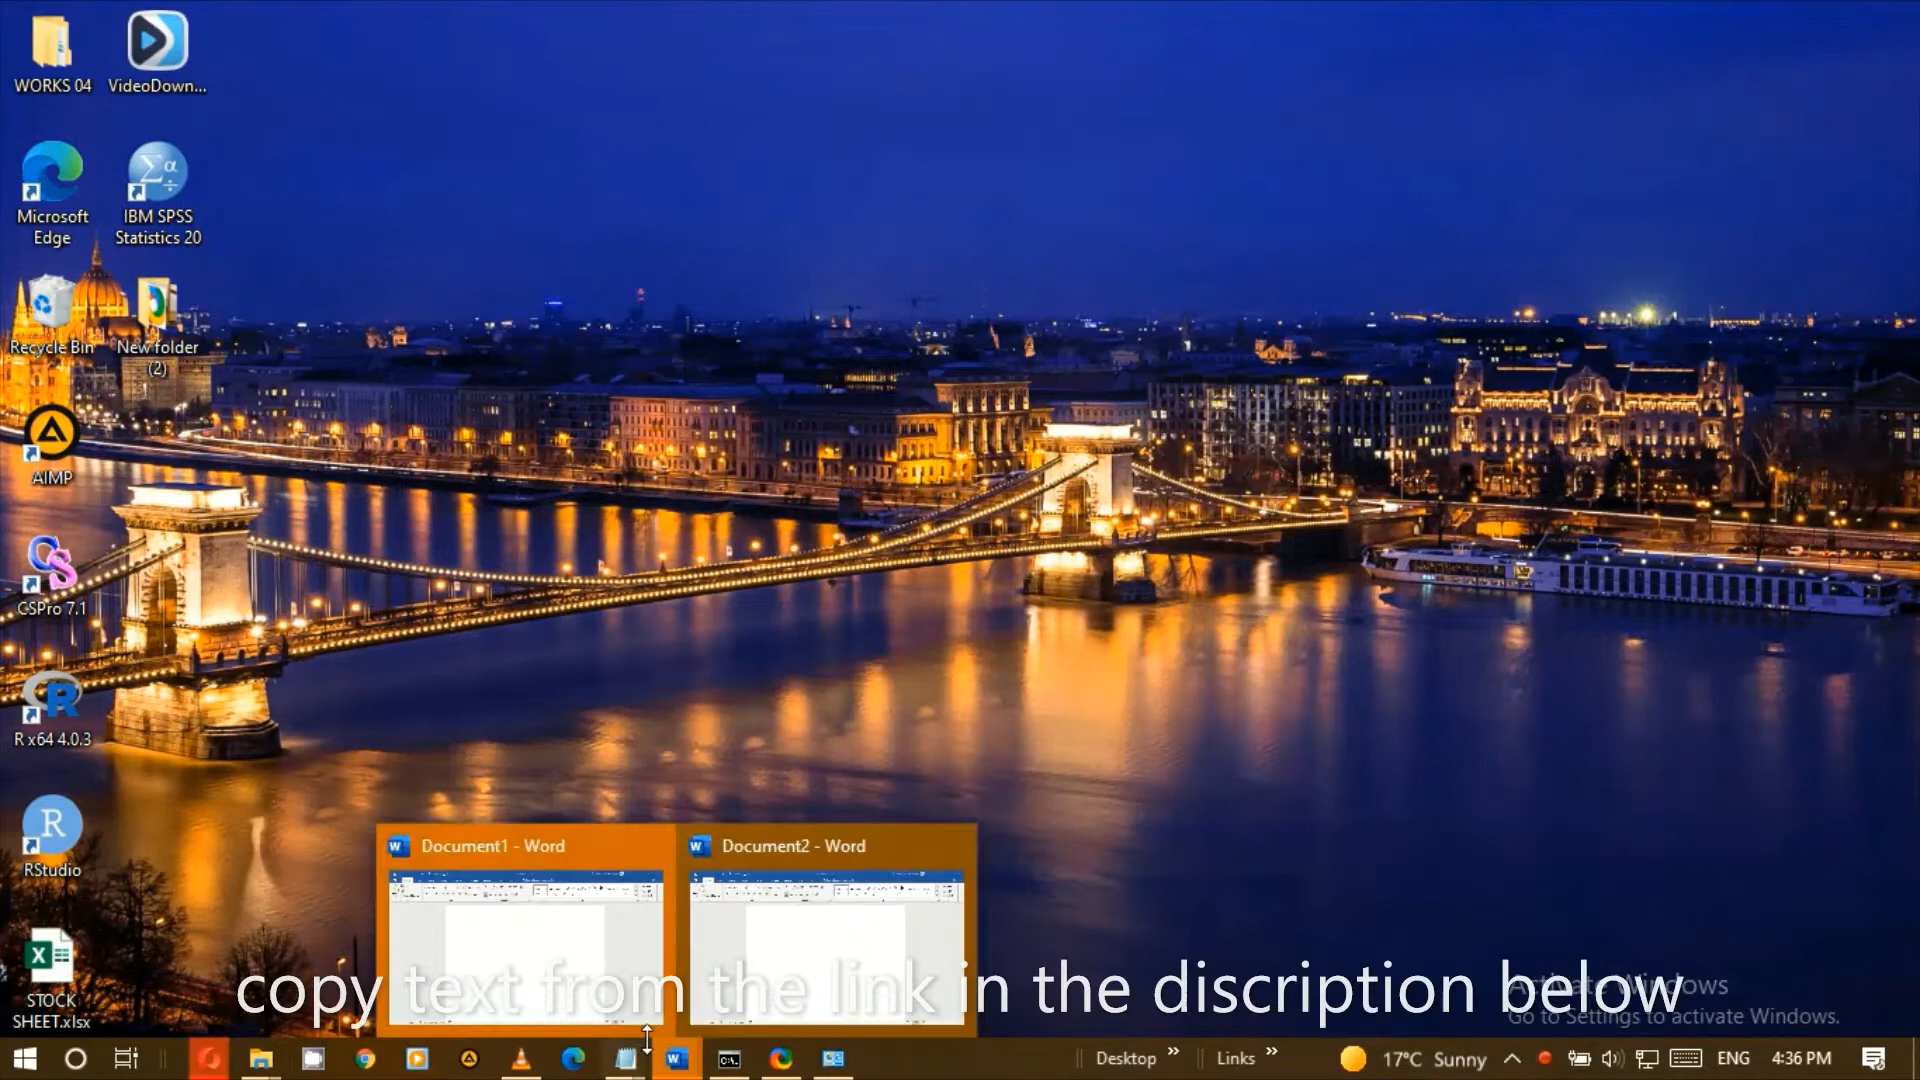 WORKS 04
VideoDown...
Microsoft
Edge
IBM SPSS
Statistics 20
Recycle Bin
New folder
(2)
AIMP
CSPro 7.1
R x64 4.0.3
R
RStudio
STOCK
SHEET.xlsx
Document1 - Word
Document2 - Word
copy text from the link in the discription below
Activate Windows
Go to Settings to activate Windows.
Desktop
Links
17°C Sunny
ENG
4:36 PM